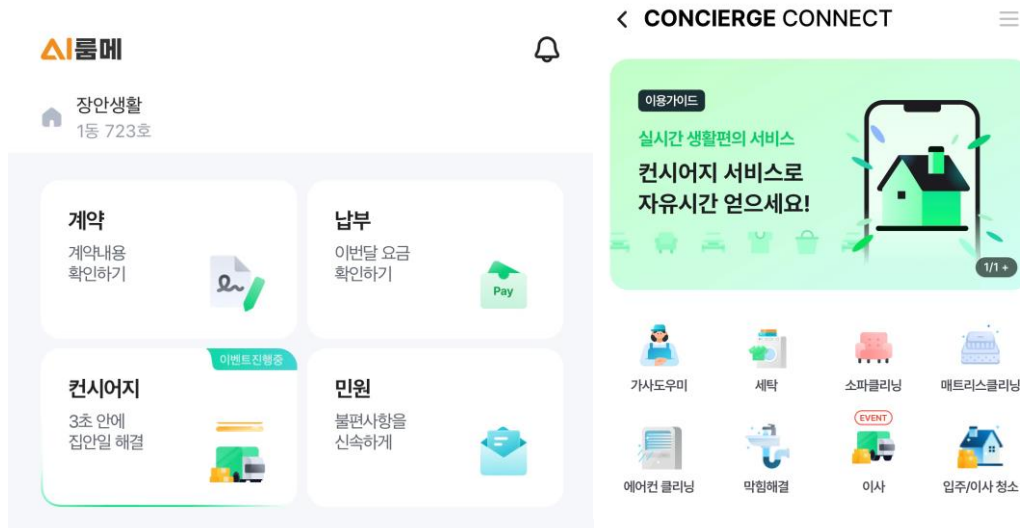 AI룸메
장안생활
1동 723호
계약
계약내용
확인하기
납부
이번달 요금
확인하기
Pay
이벤트진행중
컨시어지
3초 안에
집안일 해결
민원
불편사항을
신속하게
CONCIERGE CONNECT
이용가이드
실시간 생활편의 서비스
컨시어지 서비스로
자유시간 얻으세요!
1/1 +
가사도우미
세탁
소파클리닝
매트리스클리닝
EVENT
에어컨 클리닝
막힘해결
이사
입주/이사 청소